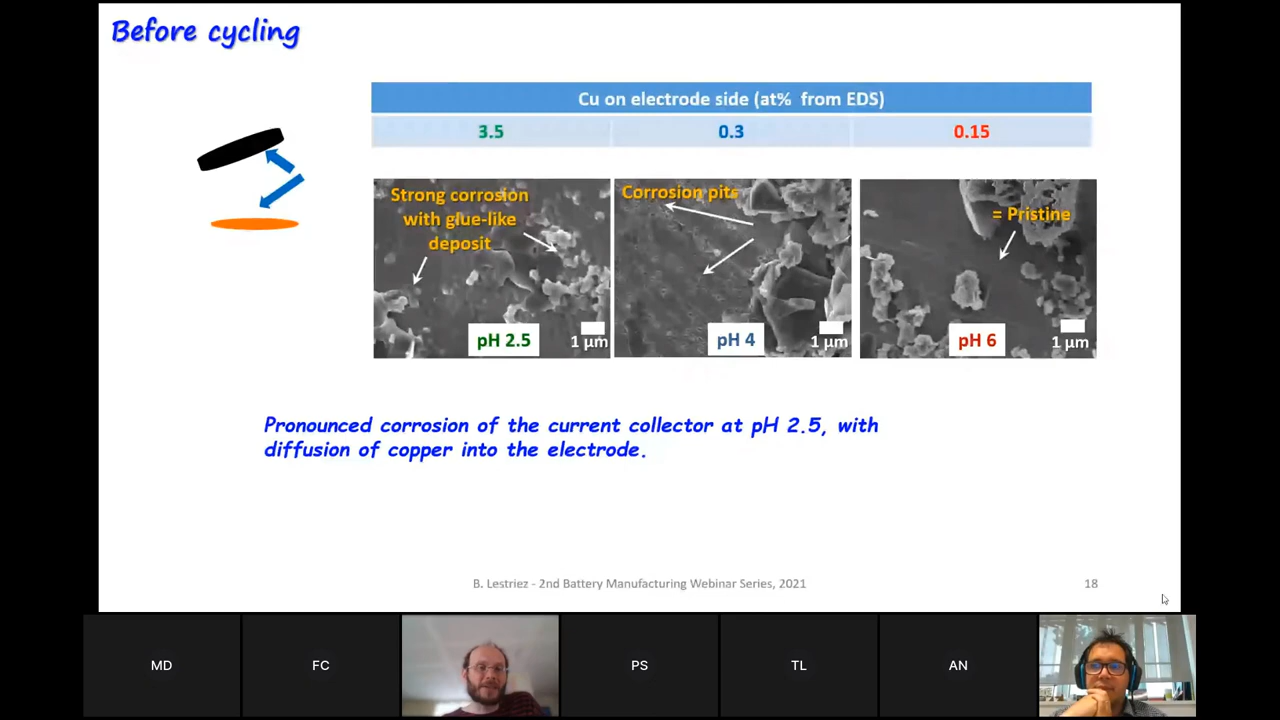 Before cycling
Cu on electrode side (at% from EDS)
3.5
0.3
0.15
Strong corrosion
with glue-like
deposit
Corrosion pits
= Pristine
pH 2.5
1 μm
pH 4
1 μm
pH 6
1 μm
Pronounced corrosion of the current collector at pH 2.5, with
diffusion of copper into the electrode.
B. Lestriez - 2nd Battery Manufacturing Webinar Series, 2021
18
MD
FC
PS
TL
AN